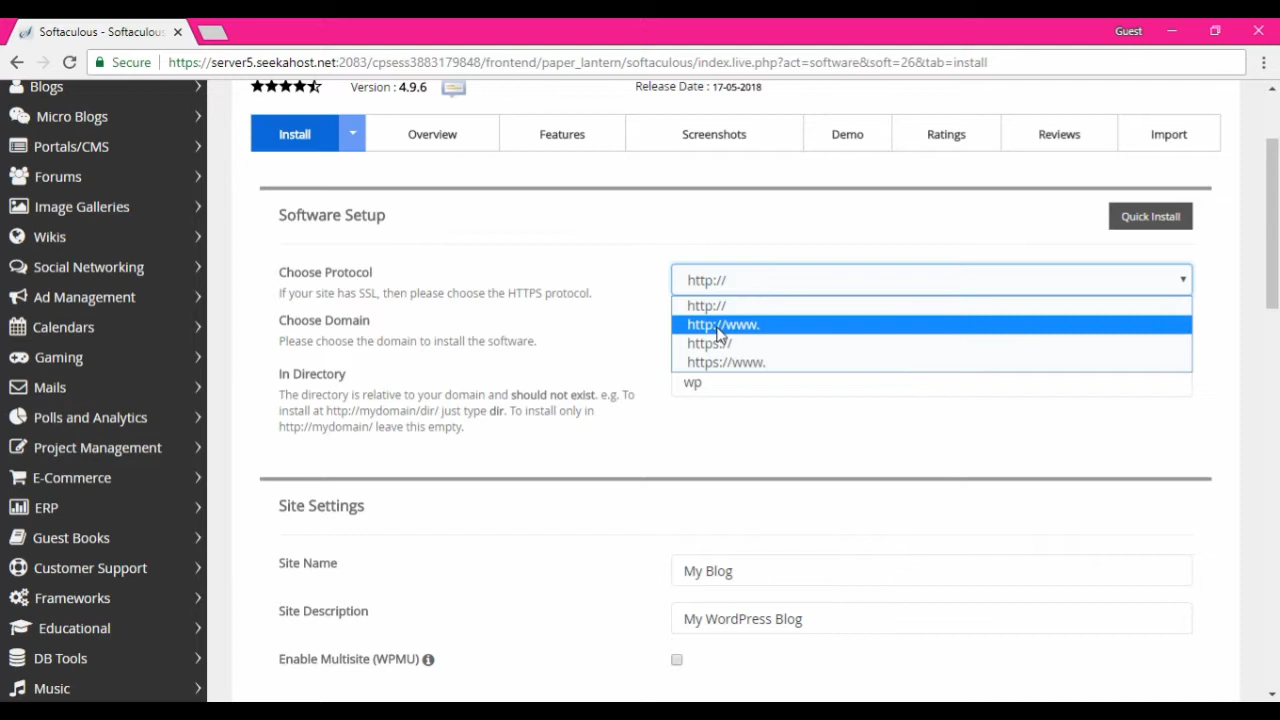 Softaculous - Softaculous
Guest
Secure
https://server5.seekahost.net:2083/cpsess3883179848/frontend/paper_lantern/softaculous/index.live.php?act=software&soft=26&tab=install
Blogs
Micro Blogs
Portals/CMS
Forums
Image Galleries
Wikis
Social Networking
Ad Management
Calendars
Gaming
Mails
Polls and Analytics
Project Management
E-Commerce
ERP
Guest Books
Customer Support
Frameworks
Educational
DB Tools
Music
Version : 4.9.6
Release Date : 17-05-2018
Install
Overview
Features
Screenshots
Demo
Ratings
Reviews
Import
Software Setup
Quick Install
Choose Protocol
If your site has SSL, then please choose the HTTPS protocol.
http://
http://
http://www.
https://
https://www.
Choose Domain
Please choose the domain to install the software.
In Directory
The directory is relative to your domain and should not exist. e.g. To
install at http://mydomain/dir/ just type dir. To install only in
http://mydomain/ leave this empty.
wp
Site Settings
Site Name
My Blog
Site Description
My WordPress Blog
Enable Multisite (WPMU)